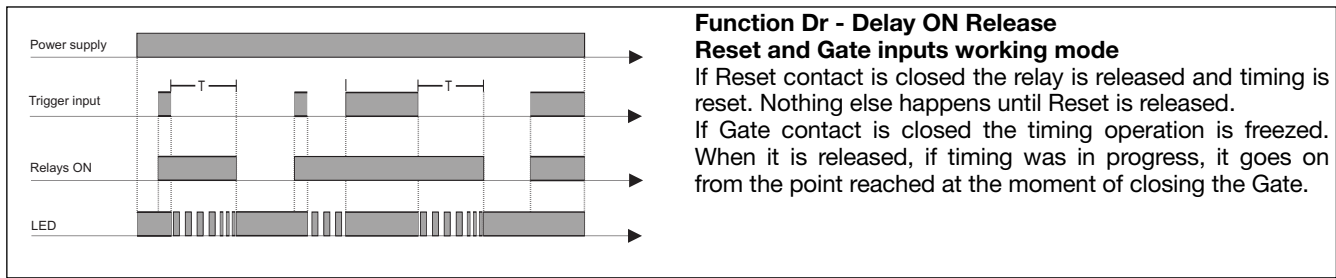 Power supply
T
T
Trigger input
Relays ON
LED
Function Dr - Delay ON Release
Reset and Gate inputs working mode
If Reset contact is closed the relay is released and timing is
reset. Nothing else happens until Reset is released.
If Gate contact is closed the timing operation is freezed.
When it is released, if timing was in progress, it goes on
from the point reached at the moment of closing the Gate.